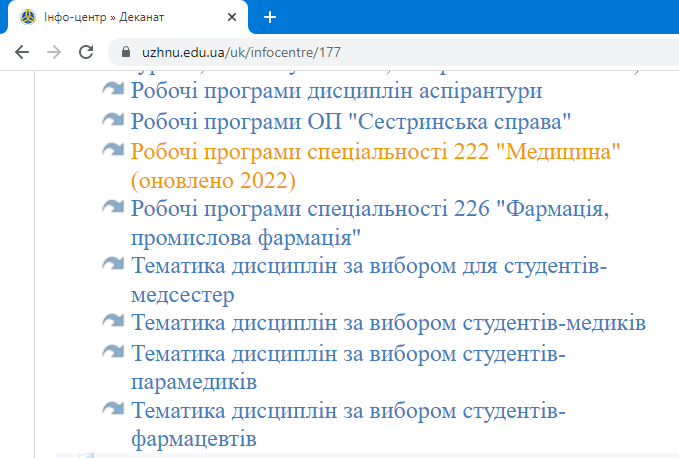 Інфо-центр » Деканат
uzhnu.edu.ua/uk/infocentre/177
Робочі програми дисциплін аспірантури
Робочі програми ОП "Сестринська справа"
Робочі програми спеціальності 222 "Медицина"
(оновлено 2022)
Робочі програми спеціальності 226 "Фармація,
промислова фармація"
Тематика дисциплін за вибором для студентів-
медсестер
Тематика дисциплін за вибором студентів-медиків
Тематика дисциплін за вибором студентів-
парамедиків
Тематика дисциплін за вибором студентів-
фармацевтів